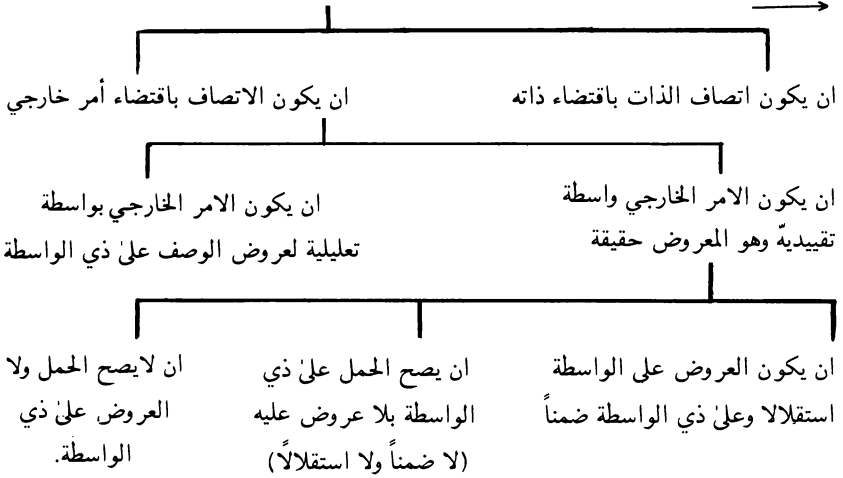 ان يكون اتصاف الذات باقتضاء ذاته
ان يكون الاتصاف باقتضاء أمر خارجي
ان يكون الامر الخارجي واسطة
تقييديهّ وهو المعروض حقيقة
ان يكون الامر الخارجي بواسطة
تعليلية لعروض الوصف علىٰ ذي الواسطة
ان يكون العروض على الواسطة
استقلالا وعلىٰ ذي الواسطة ضمناً
ان يصح الحمل علىٰ ذي
الواسطة بلا عروض عليه
(لا ضمناً ولا استقلالًا)
ان لايصح الحمل ولا
العروض علىٰ ذي
الواسطة.